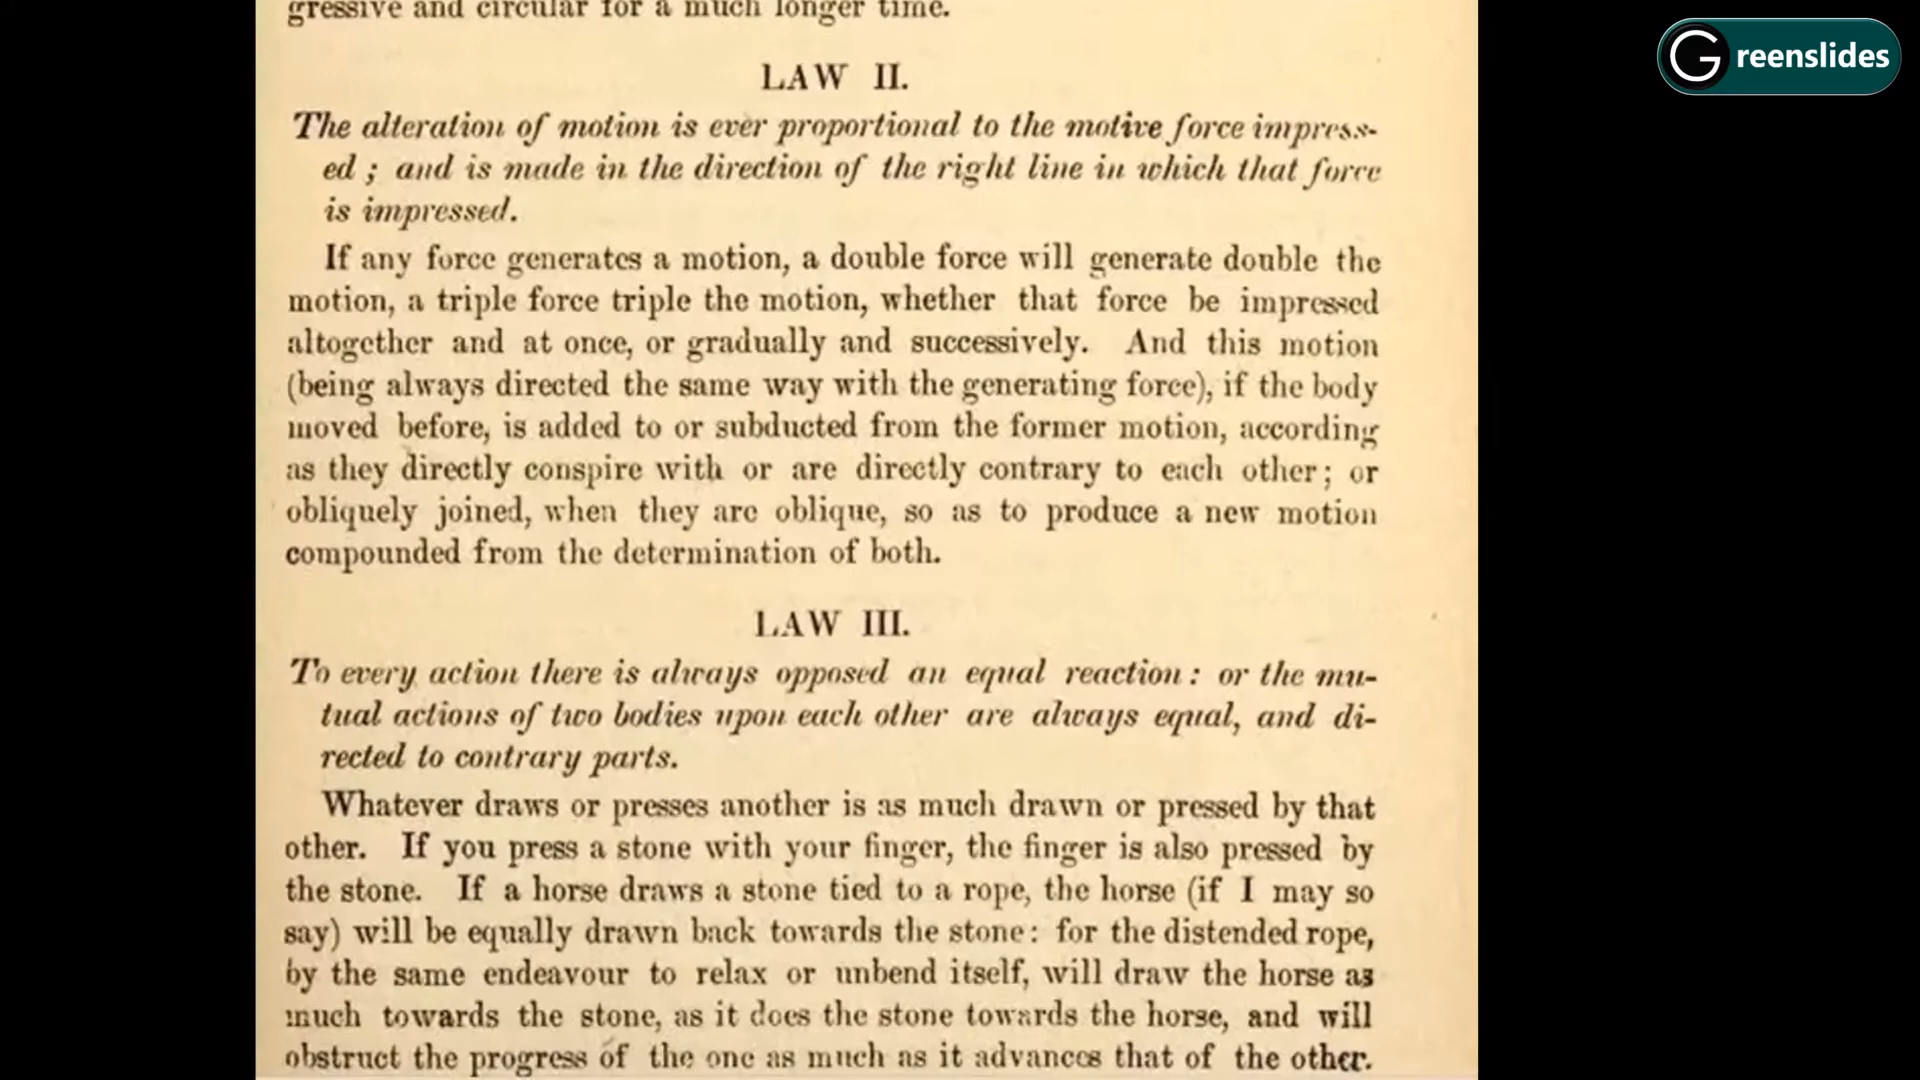 gressive and circular for a much longer time.
Greenslides
LAW II.
The alteration of motion is ever proportional to the motive force impress-
ed ; and is made in the direction of the right line in which that force
is impressed.
If any force generates a motion, a double force will generate double the
motion, a triple force triple the motion, whether that force be impressed
altogether and at once, or gradually and successively. And this motion
(being always directed the same way with the generating force), if the body
moved before, is added to or subducted from the former motion, according
as they directly conspire with or are directly contrary to each other; or
obliquely joined, when they are oblique, so as to produce a new motion
compounded from the determination of both.
LAW III.
To every action there is always opposed an equal reaction : or the mu-
tual actions of two bodies upon each other are always equal, and di-
rected to contrary parts.
Whatever draws or presses another is as much drawn or pressed by that
other. If you press a stone with your finger, the finger is also pressed by
the stone. If a horse draws a stone tied to a rope, the horse (if I may so
say) will be equally drawn back towards the stone: for the distended rope,
by the same endeavour to relax or unbend itself, will draw the horse as
much towards the stone, as it does the stone towards the horse, and will
obstruct the progress of the one as much as it advances that of the other.